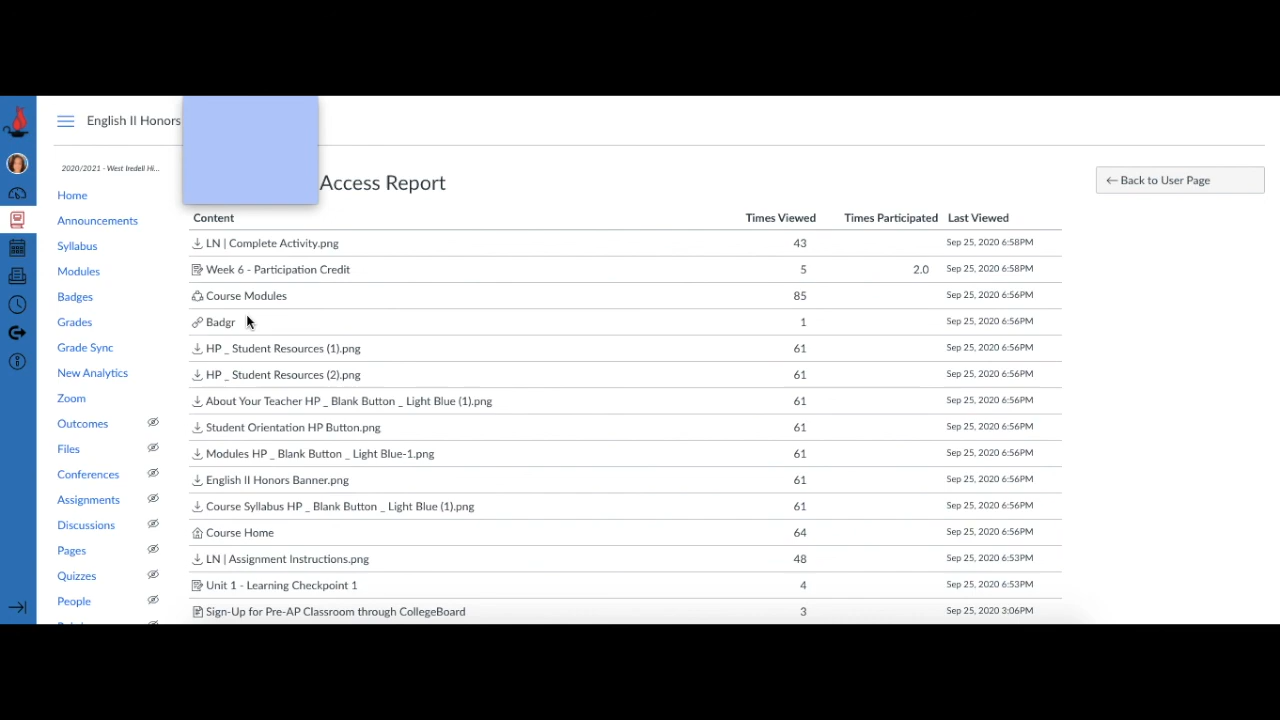 English II Honors
2020/2021 - West Iredell Hi...
Home
Announcements
Syllabus
Modules
Badges
Grades
Grade Sync
New Analytics
Zoom
Outcomes
Files
Conferences
Assignments
Discussions
Pages
Quizzes
People
Access Report
← Back to User Page
Content Times Viewed Times Participated Last Viewed
LN | Complete Activity.png 43 Sep 25, 2020 6:58PM
Week 6 - Participation Credit 5 2.0 Sep 25, 2020 6:58PM
Course Modules 85 Sep 25, 2020 6:56PM
Badgr 1 Sep 25, 2020 6:56PM
HP _ Student Resources (1).png 61 Sep 25, 2020 6:56PM
HP _ Student Resources (2).png 61 Sep 25, 2020 6:56PM
About Your Teacher HP _ Blank Button _ Light Blue (1).png 61 Sep 25, 2020 6:56PM
Student Orientation HP Button.png 61 Sep 25, 2020 6:56PM
Modules HP _ Blank Button _ Light Blue-1.png 61 Sep 25, 2020 6:56PM
English II Honors Banner.png 61 Sep 25, 2020 6:56PM
Course Syllabus HP _ Blank Button _ Light Blue (1).png 61 Sep 25, 2020 6:56PM
Course Home 64 Sep 25, 2020 6:56PM
LN | Assignment Instructions.png 48 Sep 25, 2020 6:53PM
Unit 1 - Learning Checkpoint 1 4 Sep 25, 2020 6:53PM
Sign-Up for Pre-AP Classroom through CollegeBoard 3 Sep 25, 2020 3:06PM